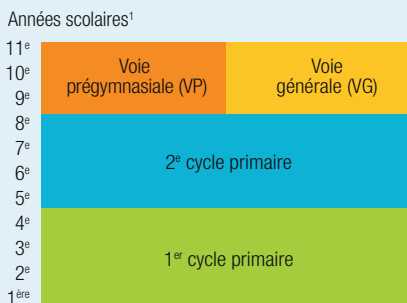 Années scolaires¹
11ᵉ
10ᵉ
9ᵉ
Voie
prégymnasiale (VP)
Voie
générale (VG)
8ᵉ
7ᵉ
6ᵉ
5ᵉ
2ᵉ cycle primaire
4ᵉ
3ᵉ
2ᵉ
1ère
1ᵉʳ cycle primaire